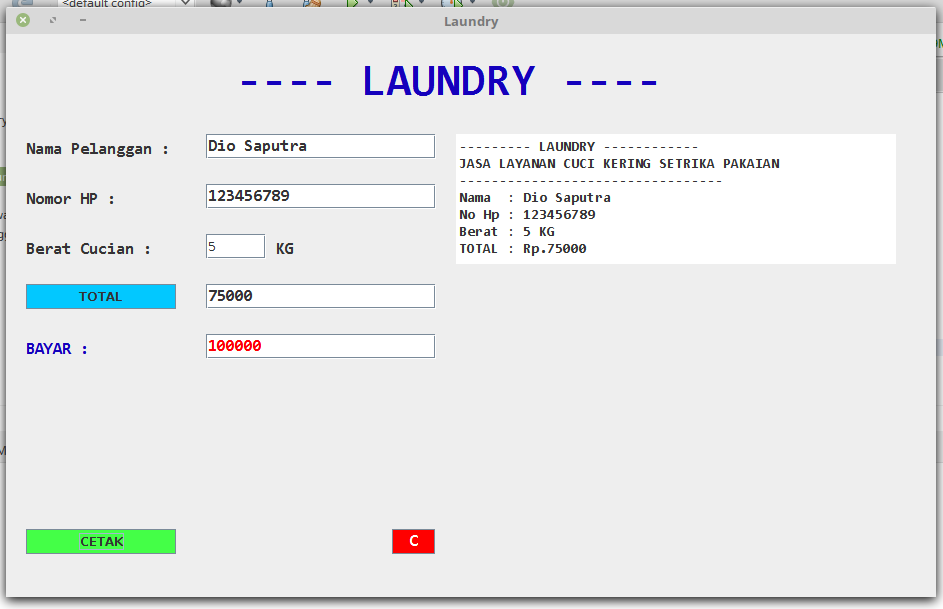 <default config>
Laundry
---- LAUNDRY ----
Nama Pelanggan : Dio Saputra
Nomor HP : 123456789
Berat Cucian : 5 KG
TOTAL 75000
BAYAR : 100000
--------- LAUNDRY ------------
JASA LAYANAN CUCI KERING SETRIKA PAKAIAN
---------------------------------
Nama  : Dio Saputra
No Hp : 123456789
Berat : 5 KG
TOTAL : Rp.75000
CETAK
C